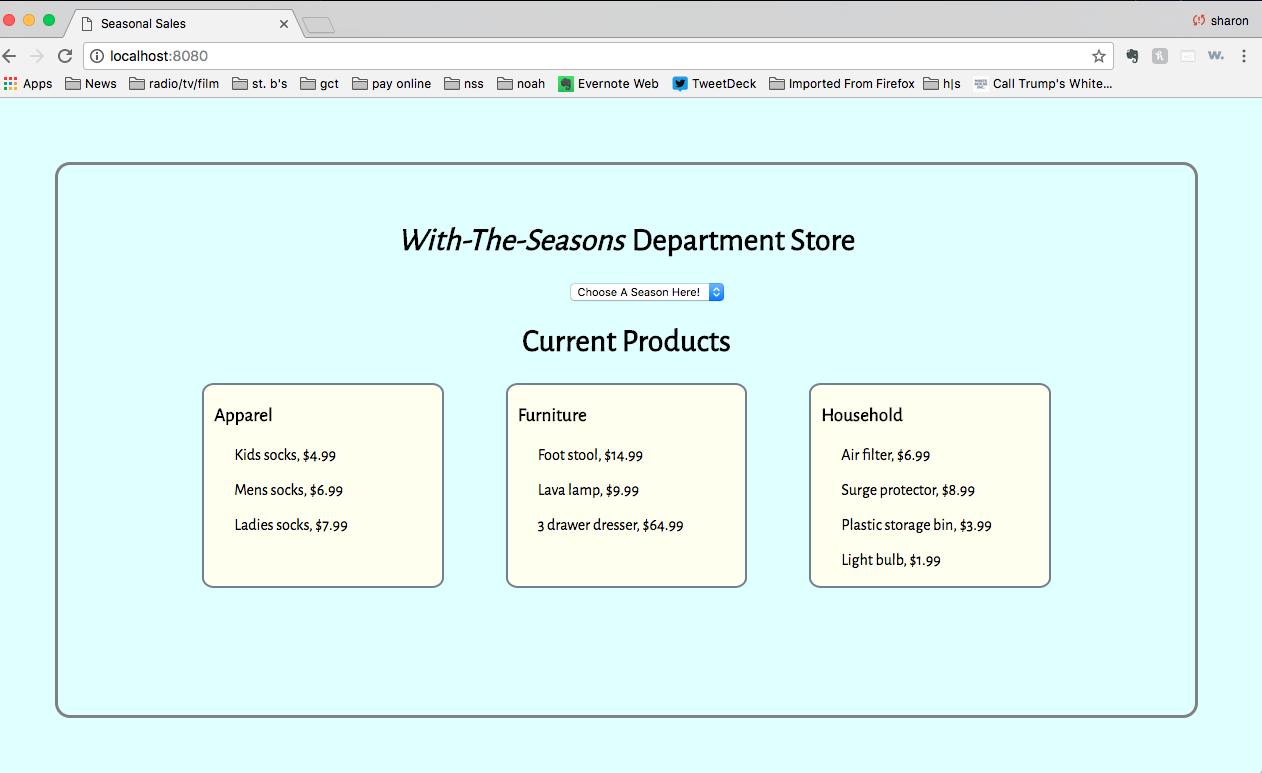 Seasonal Sales
sharon
localhost:8080
Apps News radio/tv/film st. b's gct pay online nss noah Evernote Web TweetDeck Imported From Firefox h|s Call Trump's White...
With-The-Seasons Department Store
Choose A Season Here!
Current Products
Apparel
Kids socks, $4.99
Mens socks, $6.99
Ladies socks, $7.99
Furniture
Foot stool, $14.99
Lava lamp, $9.99
3 drawer dresser, $64.99
Household
Air filter, $6.99
Surge protector, $8.99
Plastic storage bin, $3.99
Light bulb, $1.99